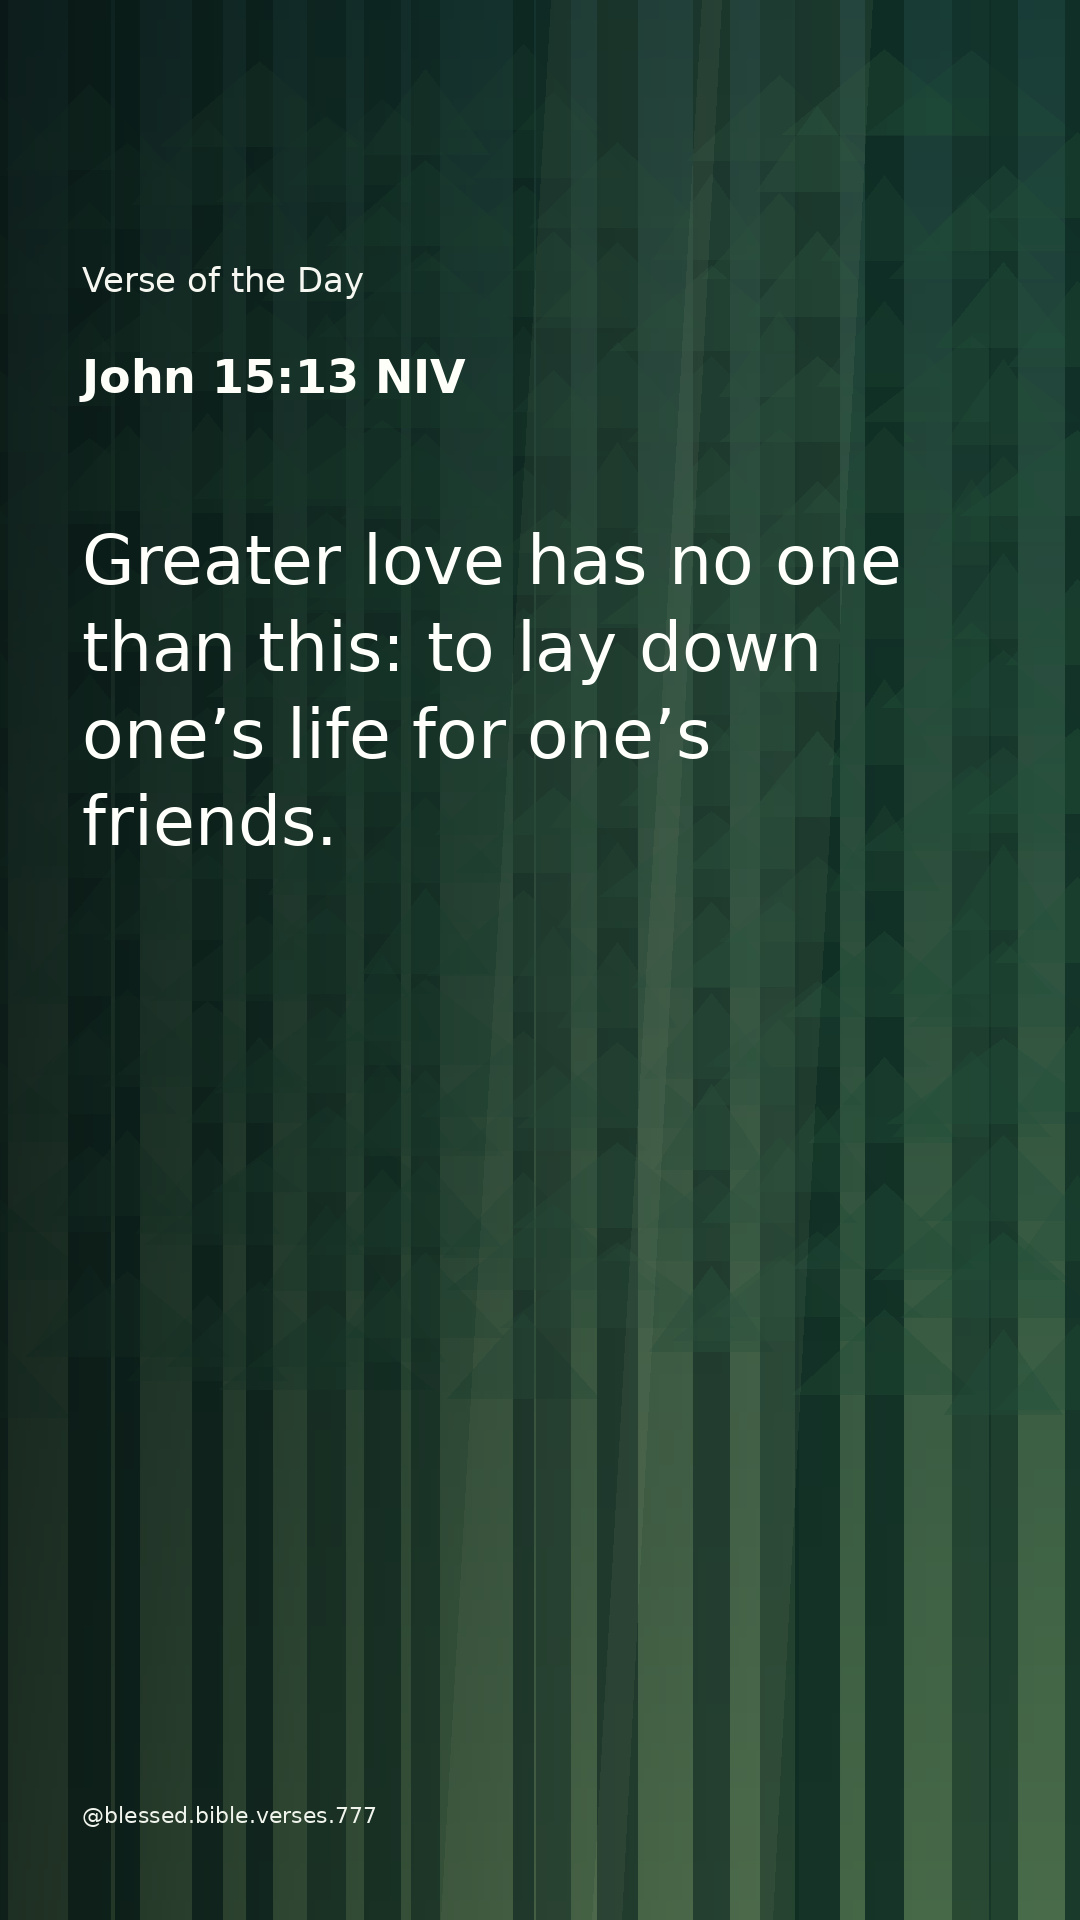 Verse of the Day
John 15:13 NIV
Greater love has no one
than this: to lay down
one’s life for one’s
friends.
@blessed.bible.verses.777